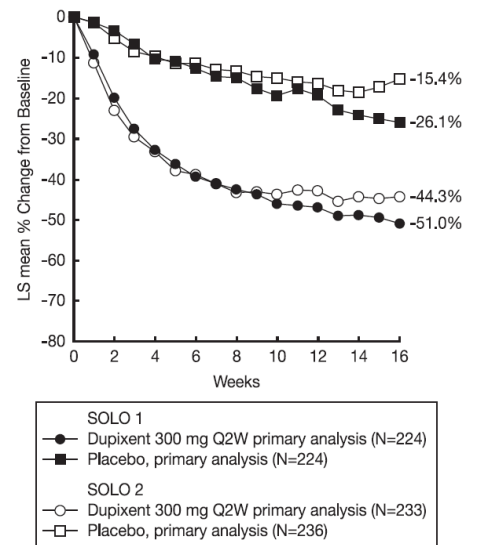 LS mean % Change from Baseline
0
-10
-20
-30
-40
-50
-60
-70
-80
-15.4%
-26.1%
-44.3%
-51.0%
0 2 4 6 8 10 12 14 16
Weeks
SOLO 1
Dupixent 300 mg Q2W primary analysis (N=224)
Placebo, primary analysis (N=224)
SOLO 2
Dupixent 300 mg Q2W primary analysis (N=233)
Placebo, primary analysis (N=236)